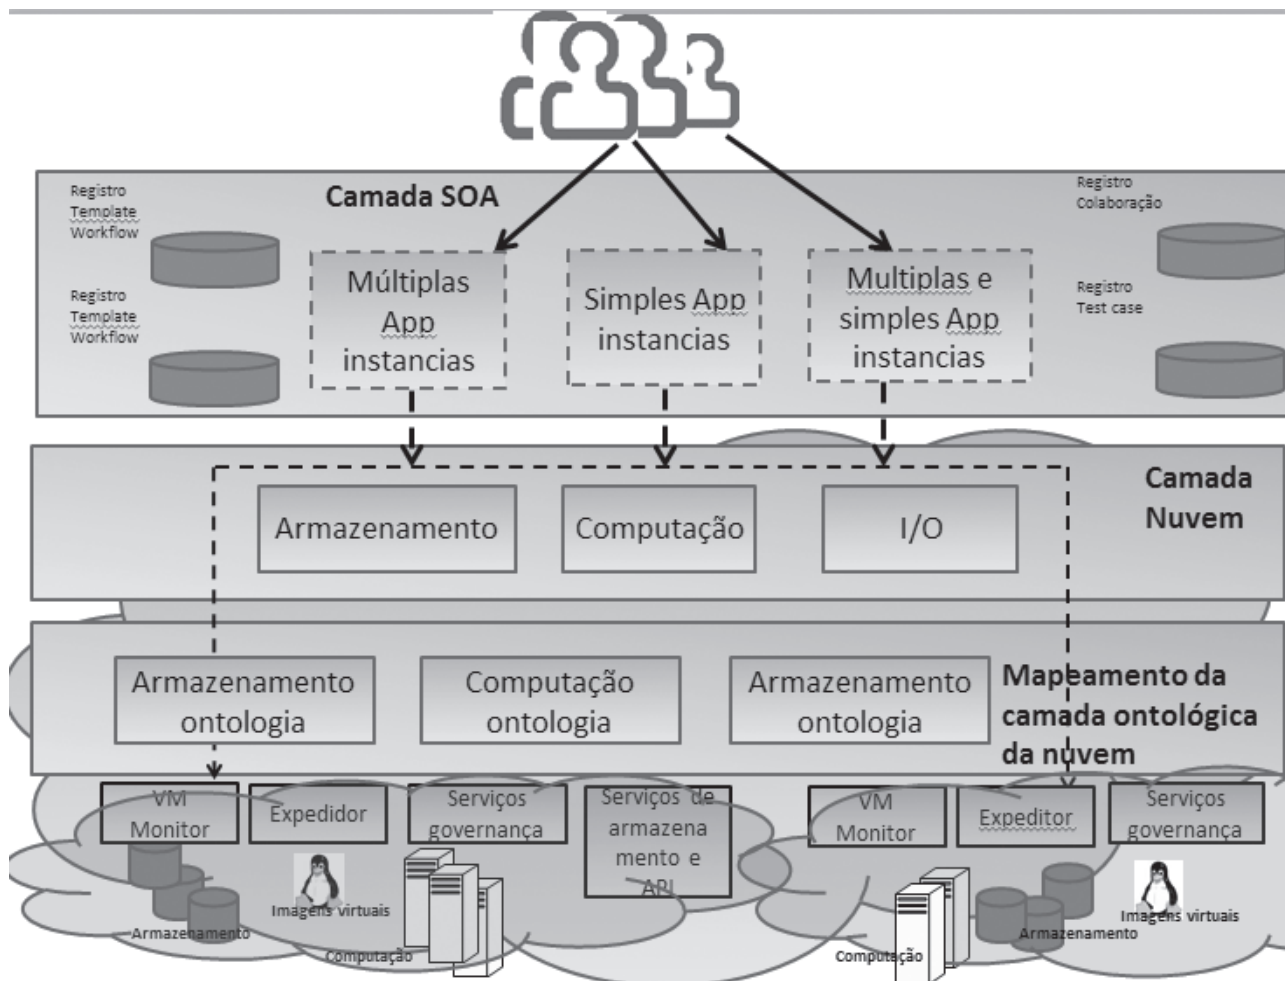 Camada SOA
Registro
Template
Workflow
Registro
Template
Workflow
Múltiplas
App
instancias
Simples App
instancias
Multiplas e
simples App
instancias
Registro
Colaboração
Registro
Test case
Camada
Nuvem
Armazenamento
Computação
I/O
Armazenamento
ontologia
Computação
ontologia
Armazenamento
ontologia
Mapeamento da
camada ontológica
da nuvem
VM
Monitor
Expedidor
Serviços
governança
Serviços de
armazena
mento e
API
VM
Monitor
Expeditor
Serviços
governança
Imagens virtuais
Armazenamento
Computação
Imagens virtuais
Armazenamento
Computação